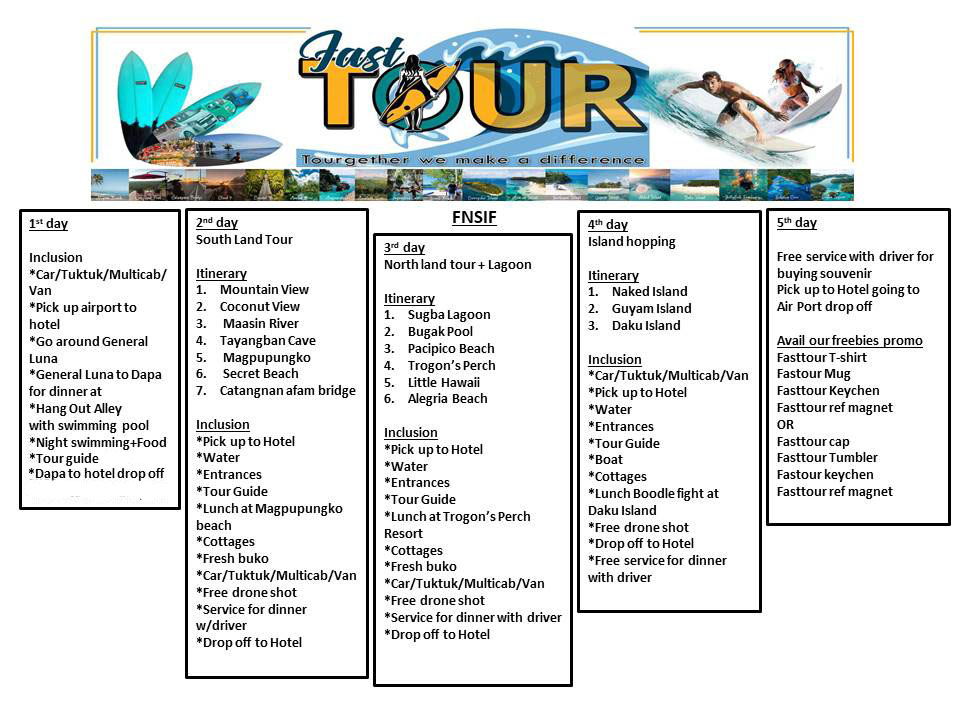 Fast
TOUR
Tourgether we make a difference
FNSIF
1st day
Inclusion
*Car/Tuktuk/Multicab/
Van
*Pick up airport to
hotel
*Go around General
Luna
*General Luna to Dapa
for dinner at
*Hang Out Alley
with swimming pool
*Night swimming+Food
*Tour guide
*Dapa to hotel drop off
2nd day
South Land Tour
Itinerary
1. Mountain View
2. Coconut View
3. Maasin River
4. Tayangban Cave
5. Magpupungko
6. Secret Beach
7. Catangnan afam bridge
Inclusion
*Pick up to Hotel
*Water
*Entrances
*Tour Guide
*Lunch at Magpupungko
beach
*Cottages
*Fresh buko
*Car/Tuktuk/Multicab/Van
*Free drone shot
*Service for dinner
w/driver
*Drop off to Hotel
3rd day
North land tour + Lagoon
Itinerary
1. Sugba Lagoon
2. Bugak Pool
3. Pacipico Beach
4. Trogon's Perch
5. Little Hawaii
6. Alegria Beach
Inclusion
*Pick up to Hotel
*Water
*Entrances
*Tour Guide
*Lunch at Trogon's Perch
Resort
*Cottages
*Fresh buko
*Car/Tuktuk/Multicab/Van
*Free drone shot
*Service for dinner with driver
*Drop off to Hotel
4th day
Island hopping
Itinerary
1. Naked Island
2. Guyam Island
3. Daku Island
Inclusion
*Car/Tuktuk/Multicab/Van
*Pick up to Hotel
*Water
*Entrances
*Tour Guide
*Boat
*Cottages
*Lunch Boodle fight at
Daku Island
*Free drone shot
*Drop off to Hotel
*Free service for dinner
with driver
5th day
Free service with driver for
buying souvenir
Pick up to Hotel going to
Air Port drop off
Avail our freebies promo
Fasttour T-shirt
Fastour Mug
Fasttour Keychen
Fasttour ref magnet
OR
Fasttour cap
Fasttour Tumbler
Fastour keychen
Fasttour ref magnet